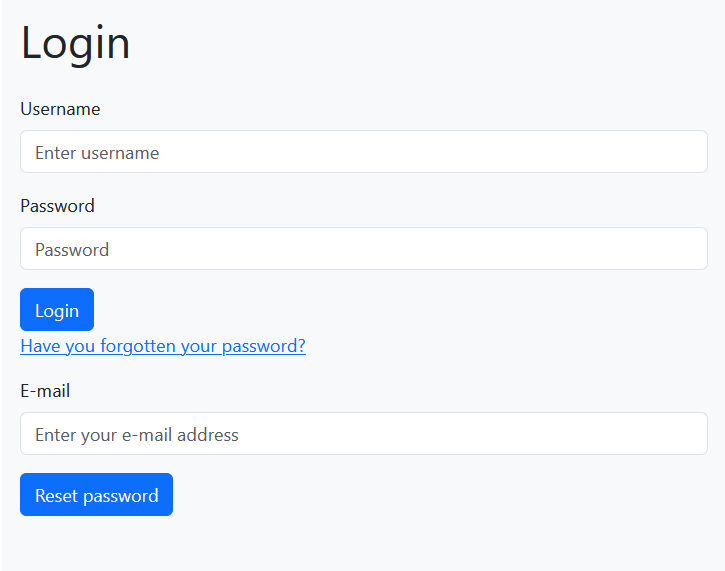 Login
Username
Enter username
Password
Password
Login
Have you forgotten your password?
E-mail
Enter your e-mail address
Reset password